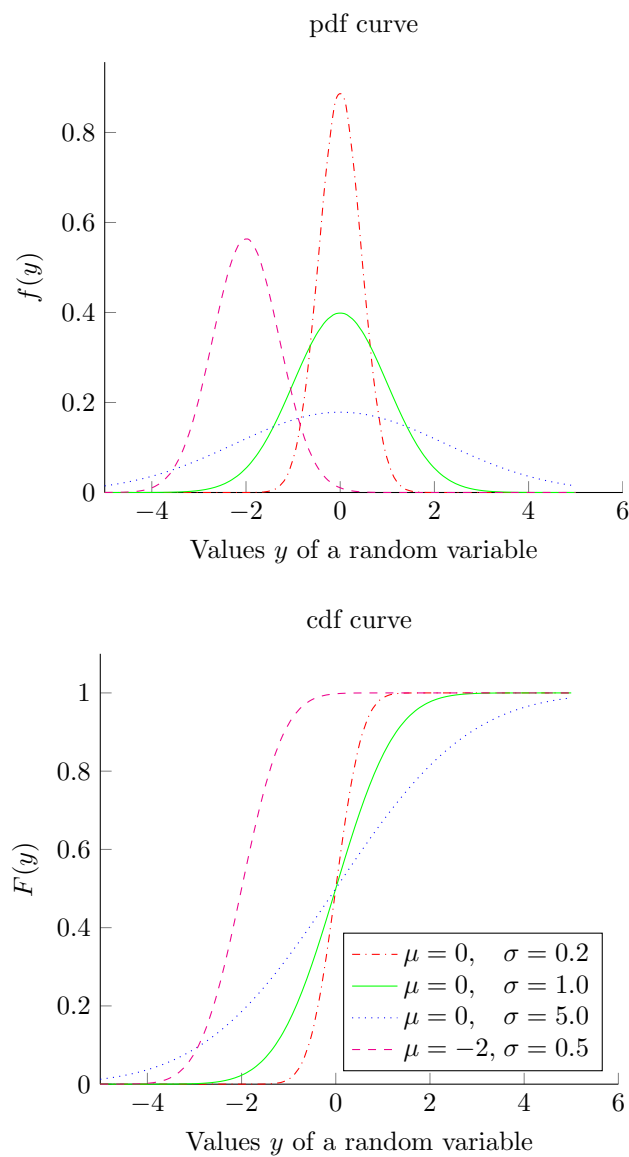 pdf curve
0.8
0.6
0.4
0.2
0
f(y)
−4 −2 0 2 4 6
Values y of a random variable
cdf curve
1
0.8
0.6
0.4
0.2
0
F(y)
μ = 0, σ = 0.2
μ = 0, σ = 1.0
μ = 0, σ = 5.0
μ = −2, σ = 0.5
−4 −2 0 2 4 6
Values y of a random variable